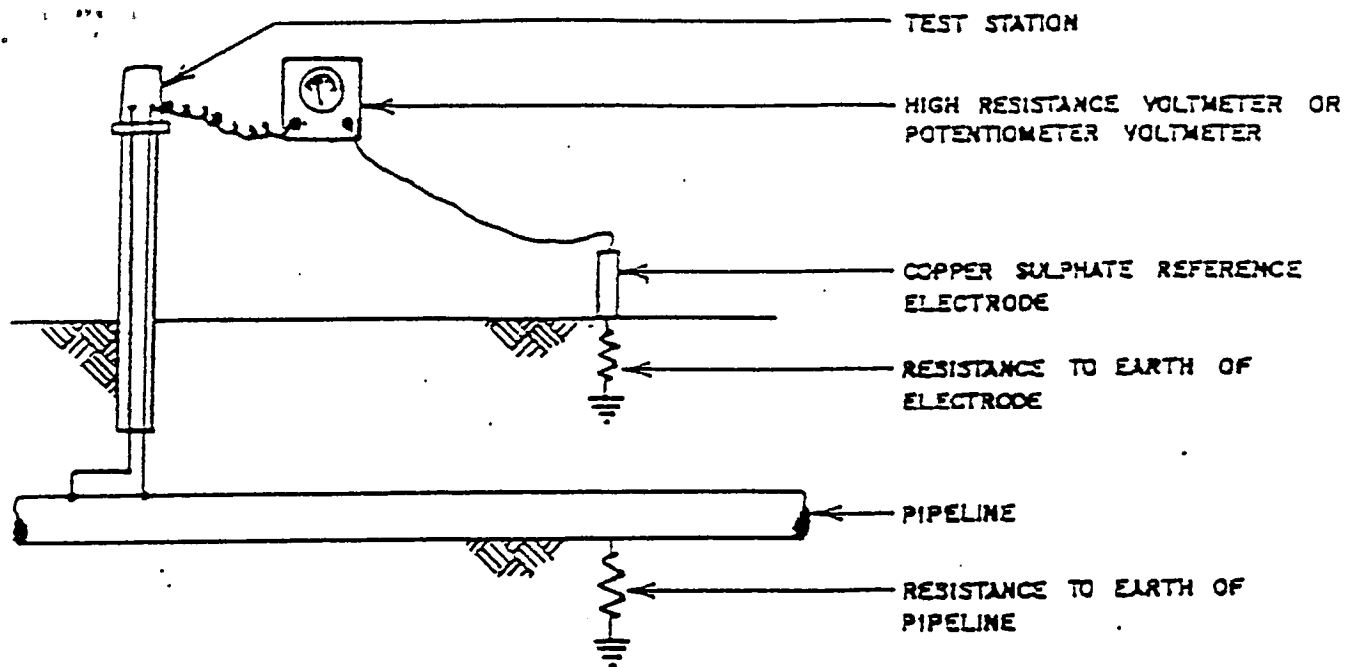 TEST STATION
HIGH RESISTANCE VOLTMETER OR
POTENTIOMETER VOLTMETER
COPPER SULPHATE REFERENCE
ELECTRODE
RESISTANCE TO EARTH OF
ELECTRODE
PIPELINE
RESISTANCE TO EARTH OF
PIPELINE